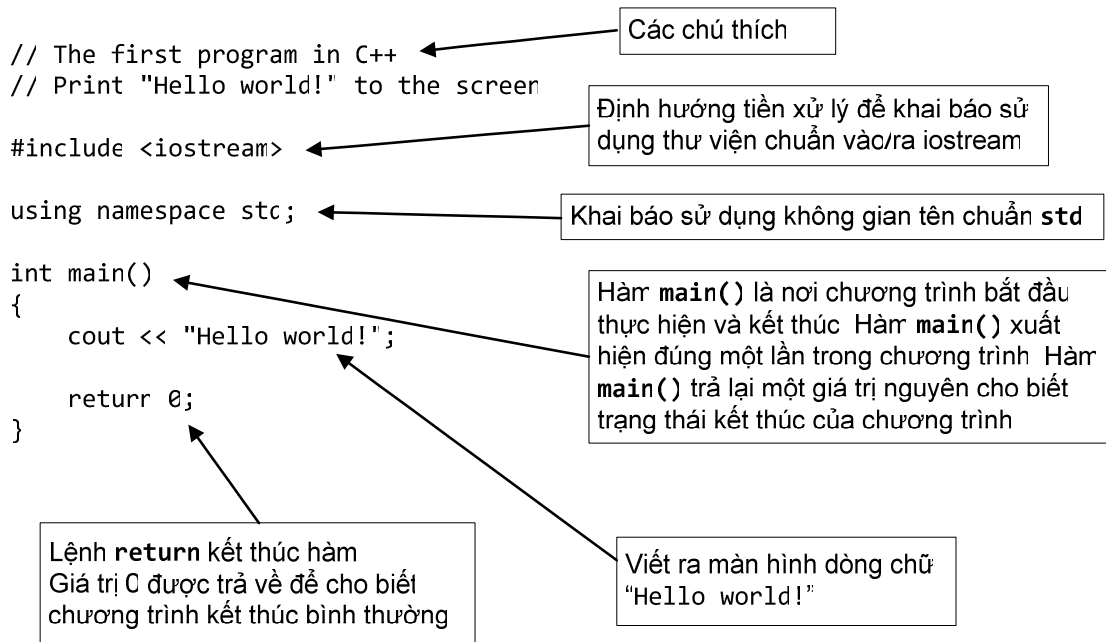 // The first program in C++
// Print "Hello world!" to the screen
#include <iostream>
using namespace std;
int main()
{
cout << "Hello world!";
return 0;
}
Các chú thích
Định hướng tiền xử lý để khai báo sử
dụng thư viện chuẩn vào/ra iostream
Khai báo sử dụng không gian tên chuẩn std
Hàm main() là nơi chương trình bắt đầu
thực hiện và kết thúc Hàm main() xuất
hiện đúng một lần trong chương trình Hàm
main() trả lại một giá trị nguyên cho biết
trạng thái kết thúc của chương trình
Lệnh return kết thúc hàm
Giá trị 0 được trả về để cho biết
chương trình kết thúc bình thường
Viết ra màn hình dòng chữ
“Hello world!”